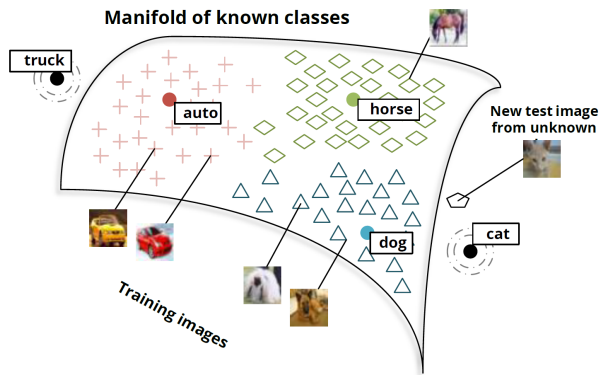 Manifold of known classes
truck
auto
horse
New test image
from unknown
cat
dog
Training images